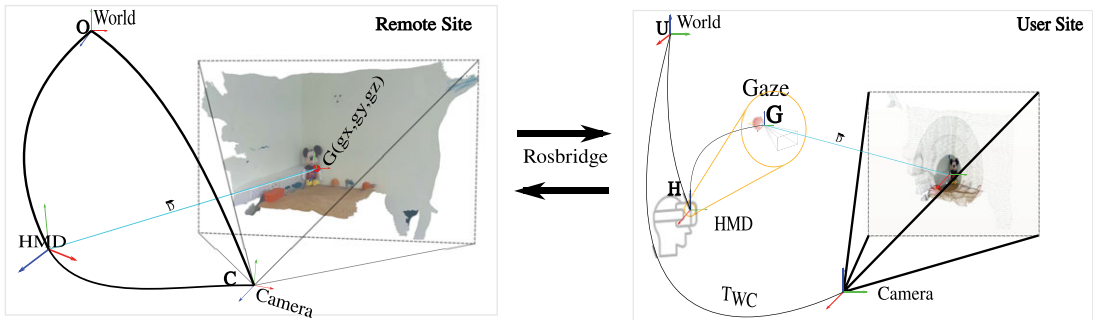 Remote Site
O
World
G(gx,gy,gz)
HMD
C
Camera
Rosbridge
User Site
U
World
Gaze
G
H
HMD
TWC
Camera